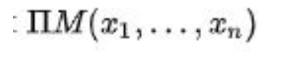 : ΠM(x₁, . . . , xₙ)